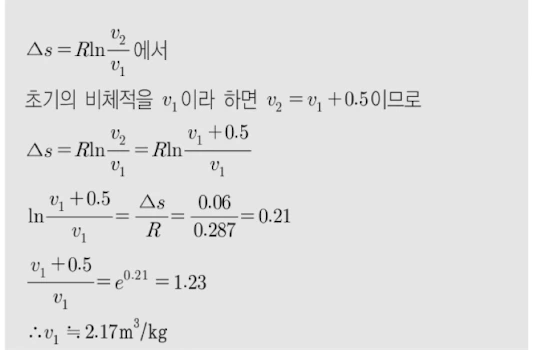 Δs = Rln v₂/v₁ 에서
초기의 비체적을 v₁이라 하면 v₂ = v₁ + 0.5이므로
Δs = Rln v₂/v₁ = Rln (v₁ + 0.5)/v₁
ln (v₁ + 0.5)/v₁ = Δs/R = 0.06/0.287 = 0.21
(v₁ + 0.5)/v₁ = e^0.21 = 1.23
∴v₁ ≒ 2.17m³/kg